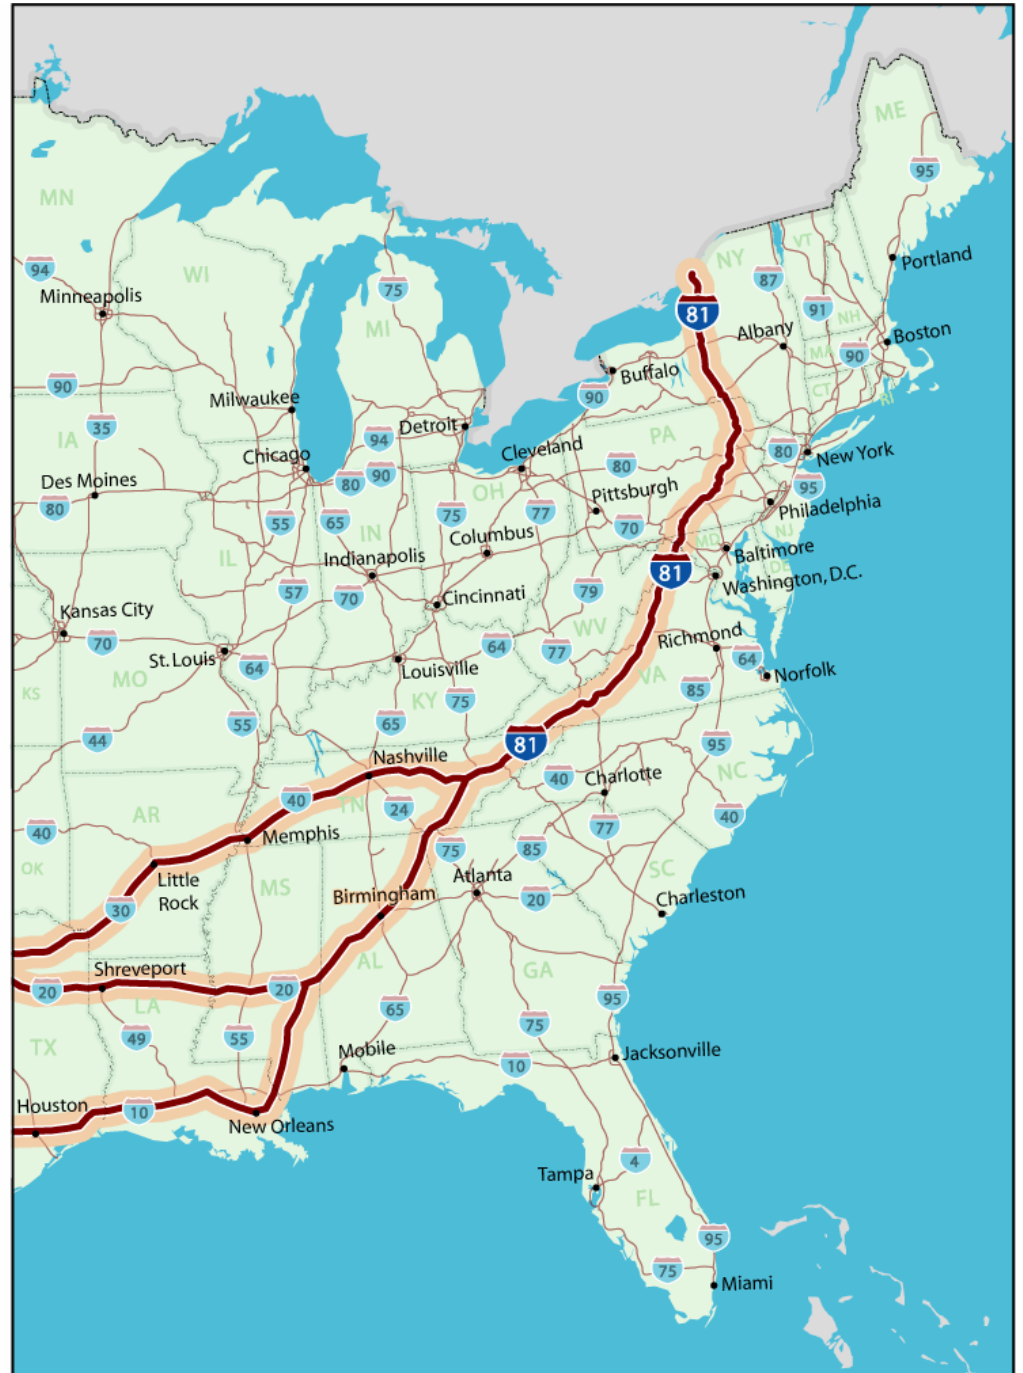 ME
95
MN
VT
NY
Portland
WI
94
87
75
Minneapolis
91
NH
81
MI
Albany
Boston
MA
90
Buffalo
90
CT
RI
90
Milwaukee
35
Detroit
IA
94
PA
Cleveland
80
New York
Chicago
80
90
80
Des Moines
OH
Pittsburgh
95
80
Philadelphia
55
65
IN
75
77
70
Columbus
NJ
MD
IL
Indianapolis
Baltimore
DE
81
Washington, D.C.
57
70
Cincinnati
79
Kansas City
WV
70
64
77
Richmond
St. Louis
64
64
Louisville
Norfolk
MO
VA
KS
KY
75
85
55
65
44
81
95
Nashville
40
Charlotte
NC
40
TN
24
AR
40
77
40
Memphis
75
85
OK
Little
Rock
Atlanta
SC
MS
Birmingham
20
Charleston
30
AL
GA
Shreveport
20
20
95
LA
65
75
49
55
TX
Mobile
Jacksonville
10
Houston
10
New Orleans
4
Tampa
FL
95
75
Miami